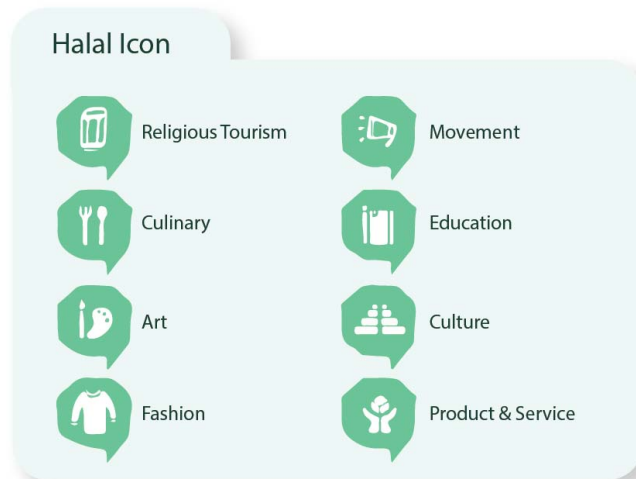 Halal Icon
Religious Tourism
Movement
Culinary
Education
Art
Culture
Fashion
Product & Service